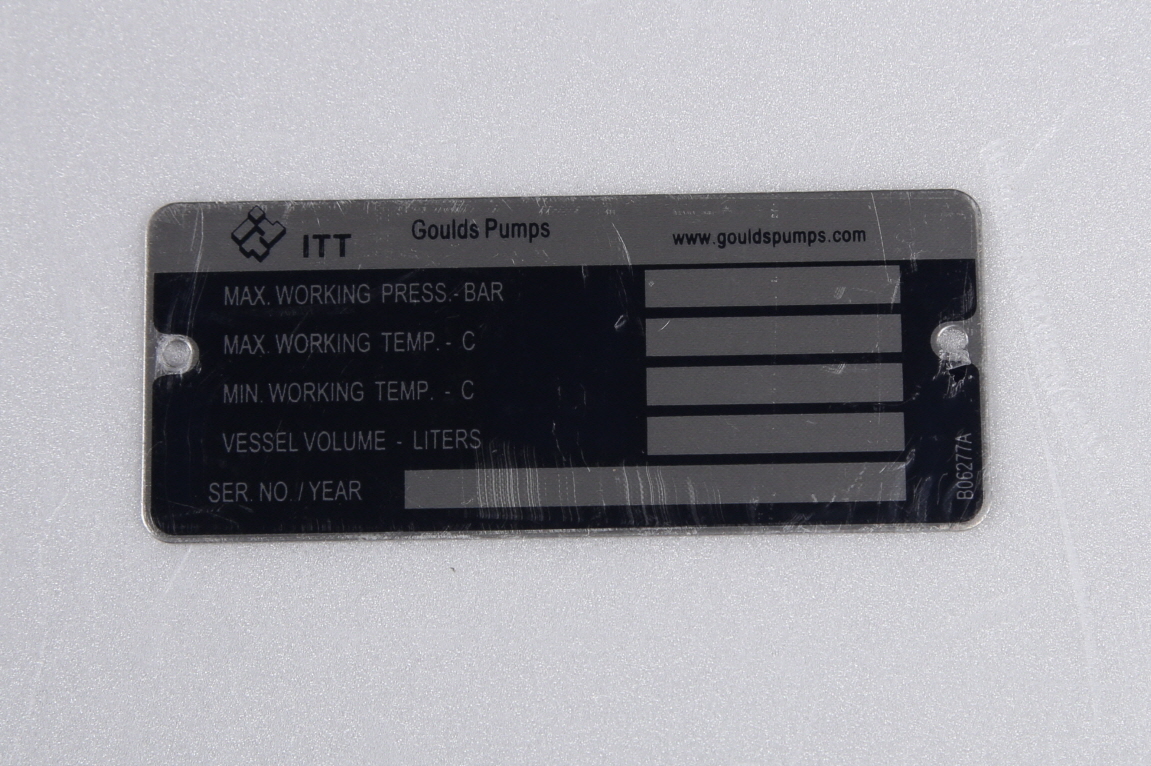 ITT Goulds Pumps www.gouldspumps.com
MAX. WORKING PRESS.- BAR
MAX. WORKING TEMP. - C
MIN. WORKING TEMP. - C
VESSEL VOLUME - LITERS
SER. NO. / YEAR
B06277A